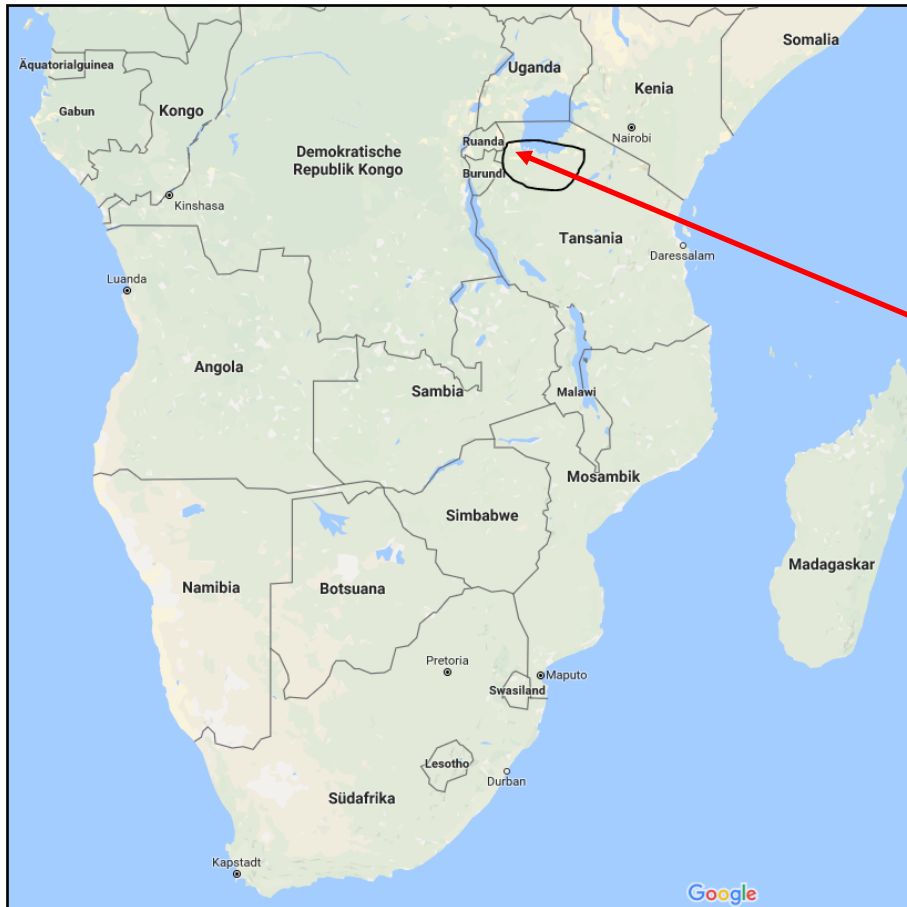 Somalia
Äquatorialguinea
Uganda
Kenia
Gabun
Kongo
Nairobi
Ruanda
Demokratische
Republik Kongo
Burundi
Kinshasa
Tansania
Daressalam
Luanda
Angola
Sambia
Malawi
Mosambik
Simbabwe
Madagaskar
Namibia
Botsuana
Pretoria
Maputo
Swasiland
Lesotho
Durban
Südafrika
Kapstadt
Google